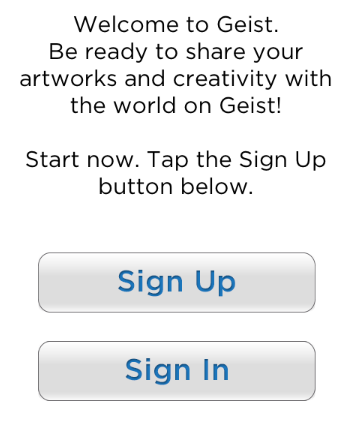 Welcome to Geist.
Be ready to share your
artworks and creativity with
the world on Geist!
Start now. Tap the Sign Up
button below.
Sign Up
Sign In